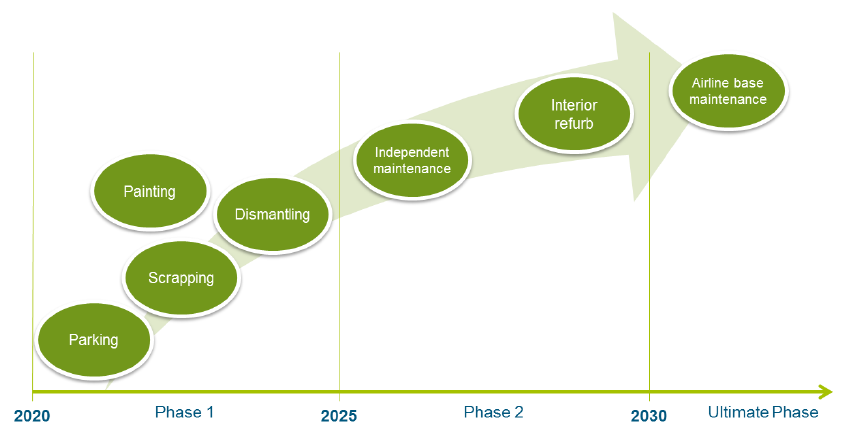 Airline base
maintenance
Interior
refurb
Independent
maintenance
Painting
Dismantling
Scrapping
Parking
2020
Phase 1
2025
Phase 2
2030
Ultimate Phase